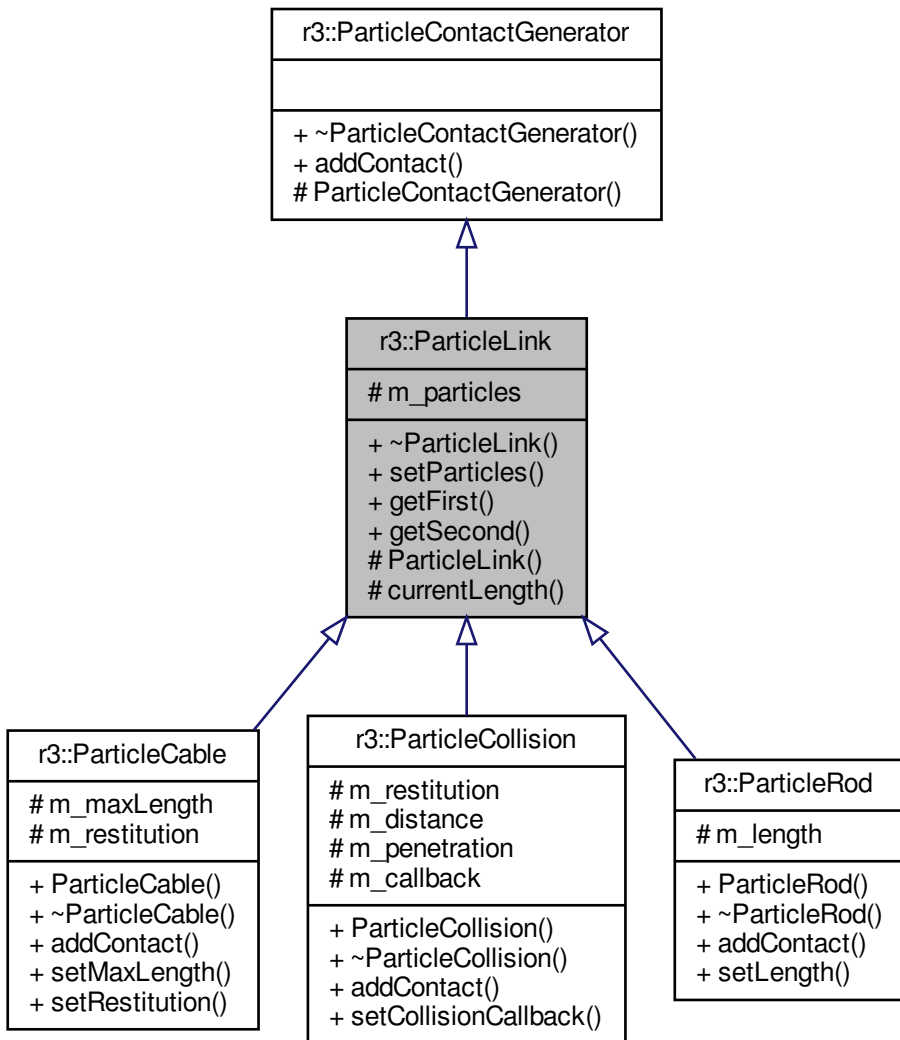 r3::ParticleContactGenerator
+ ~ParticleContactGenerator()
+ addContact()
# ParticleContactGenerator()
r3::ParticleLink
# m_particles
+ ~ParticleLink()
+ setParticles()
+ getFirst()
+ getSecond()
# ParticleLink()
# currentLength()
r3::ParticleCable
# m_maxLength
# m_restitution
+ ParticleCable()
+ ~ParticleCable()
+ addContact()
+ setMaxLength()
+ setRestitution()
r3::ParticleCollision
# m_restitution
# m_distance
# m_penetration
# m_callback
+ ParticleCollision()
+ ~ParticleCollision()
+ addContact()
+ setCollisionCallback()
r3::ParticleRod
# m_length
+ ParticleRod()
+ ~ParticleRod()
+ addContact()
+ setLength()